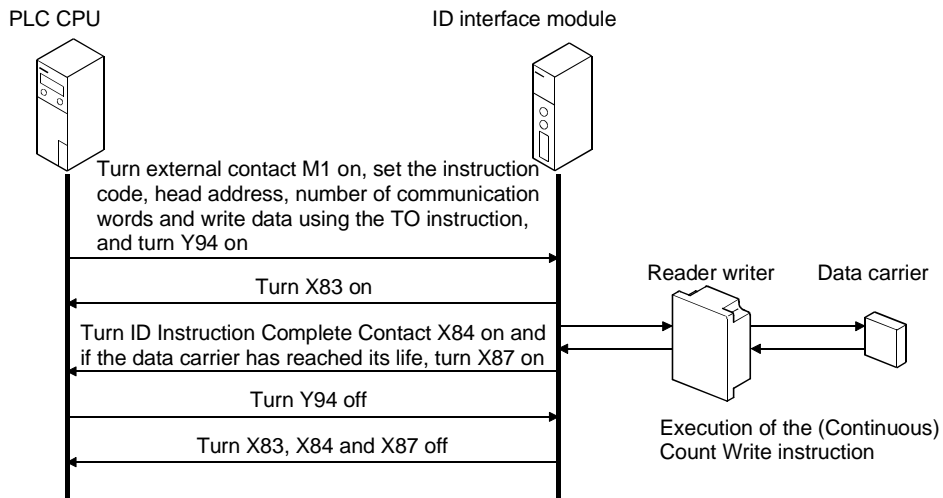 PLC CPU
ID interface module
Turn external contact M1 on, set the instruction
code, head address, number of communication
words and write data using the TO instruction,
and turn Y94 on
Reader writer
Data carrier
Turn X83 on
Turn ID Instruction Complete Contact X84 on and
if the data carrier has reached its life, turn X87 on
Turn Y94 off
Execution of the (Continuous)
Count Write instruction
Turn X83, X84 and X87 off